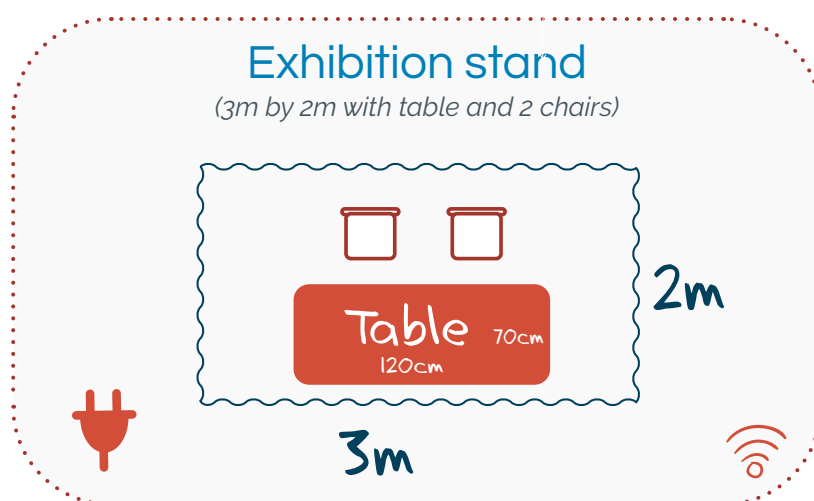 Exhibition stand
(3m by 2m with table and 2 chairs)
2m
Table
70cm
120cm
3m